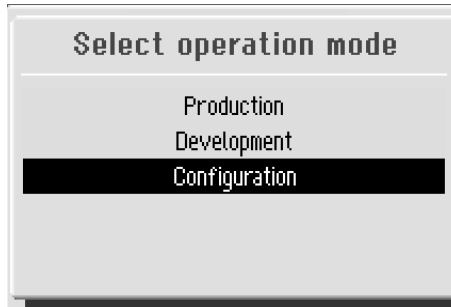 Select operation mode
Production
Development
Configuration